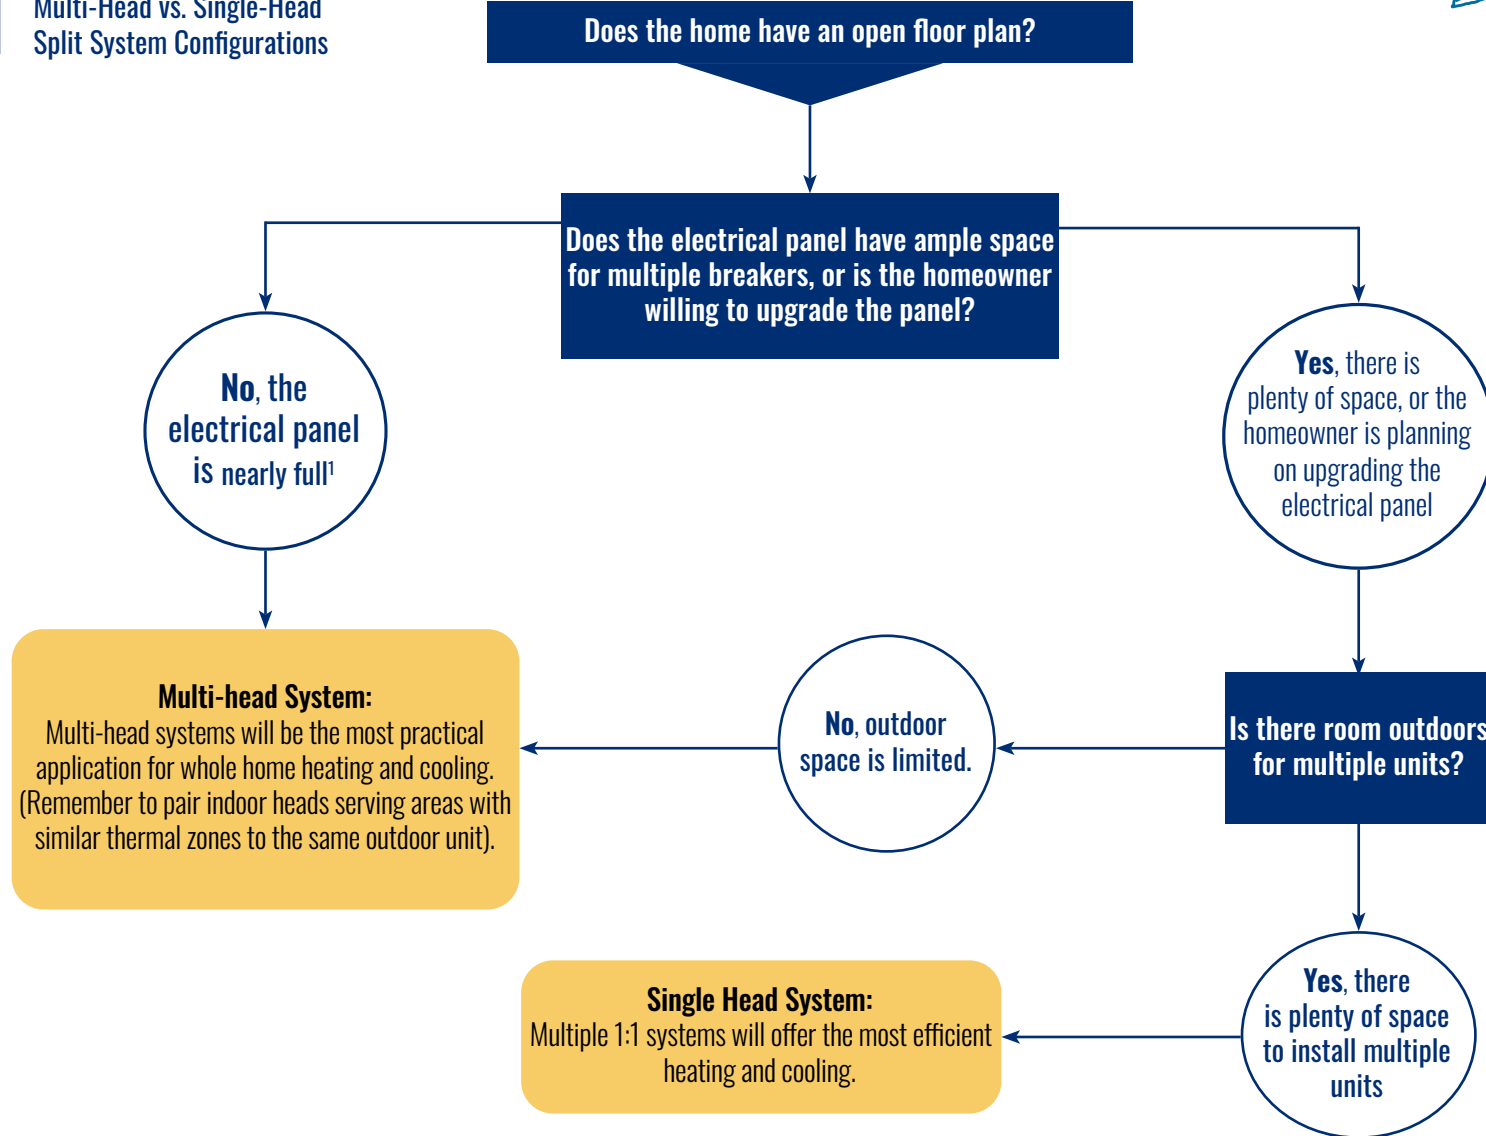 Multi-Head vs. Single-Head
Split System Configurations
Does the home have an open floor plan?
Does the electrical panel have ample space
for multiple breakers, or is the homeowner
willing to upgrade the panel?
No, the
electrical panel
is nearly full¹
Yes, there is
plenty of space, or the
homeowner is planning
on upgrading the
electrical panel
Multi-head System:
Multi-head systems will be the most practical
application for whole home heating and cooling.
(Remember to pair indoor heads serving areas with
similar thermal zones to the same outdoor unit).
No, outdoor
space is limited.
Is there room outdoors
for multiple units?
Single Head System:
Multiple 1:1 systems will offer the most efficient
heating and cooling.
Yes, there
is plenty of space
to install multiple
units